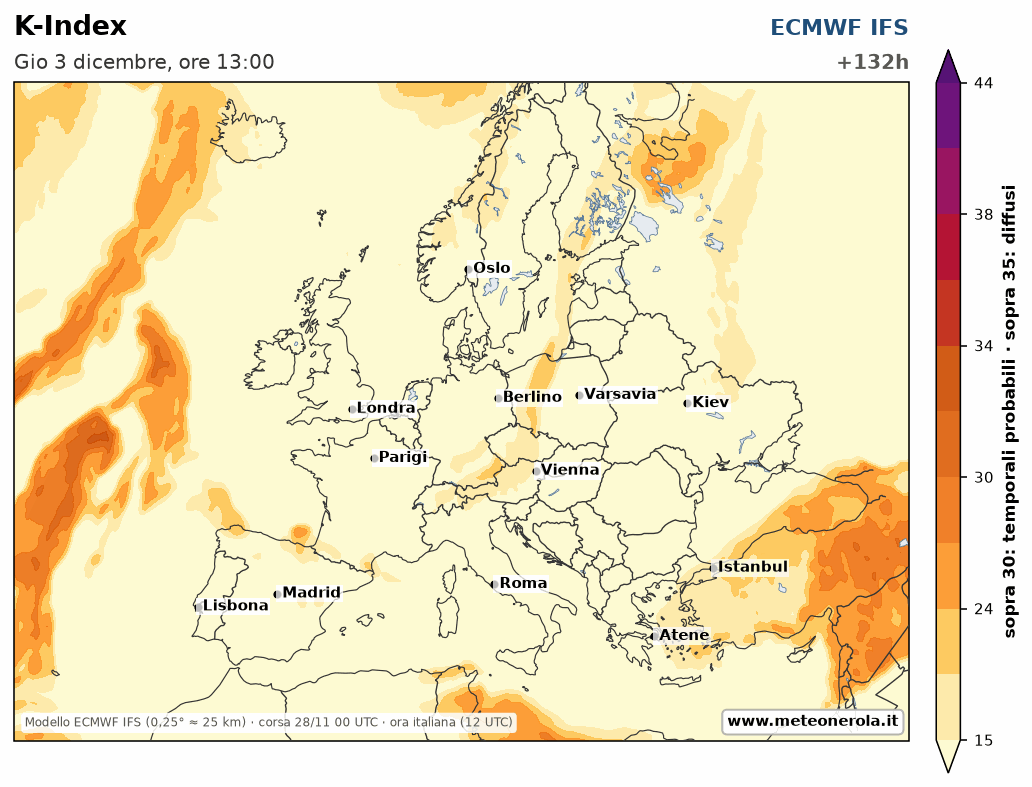 K-Index
ECMWF IFS
Gio 3 dicembre, ore 13:00
+132h
44
38
34
30
24
15
sopra 30: temporali probabili · sopra 35: diffusi
Oslo
Berlino
Varsavia
Kiev
Londra
Parigi
Vienna
Istanbul
Roma
Madrid
Lisbona
Atene
Modello ECMWF IFS (0,25° ≈ 25 km) · corsa 28/11 00 UTC · ora italiana (12 UTC)
www.meteonerola.it